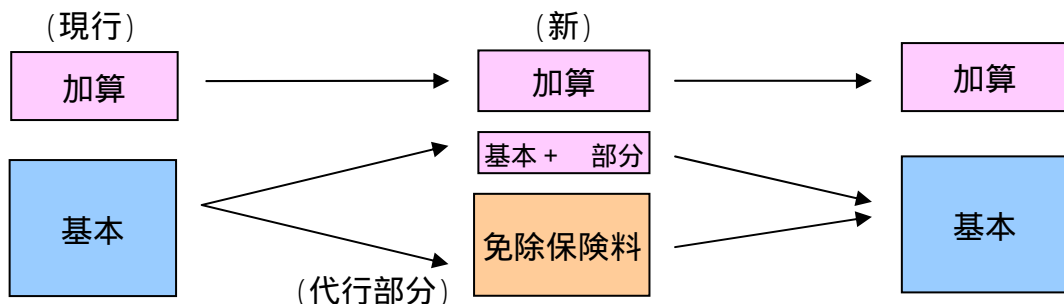 (現行)
(新)
加算
加算
加算
基本
基本＋　部分
免除保険料
基本
(代行部分)